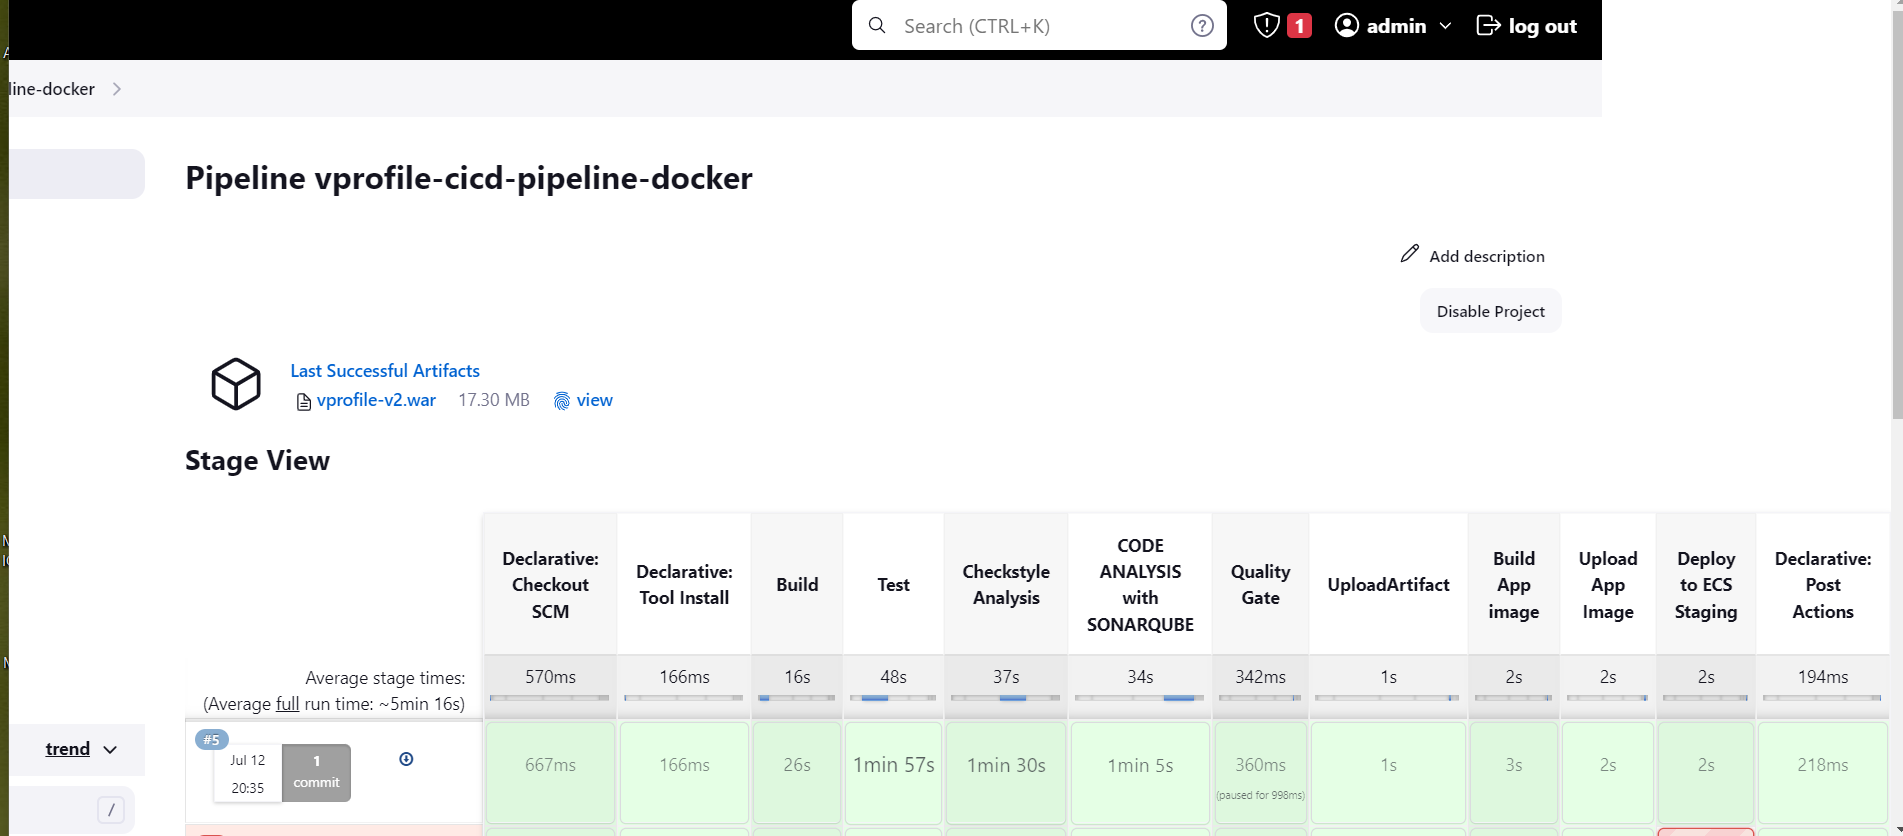 Search (CTRL+K)
1
admin
log out
line-docker
Pipeline vprofile-cicd-pipeline-docker
Add description
Disable Project
Last Successful Artifacts
vprofile-v2.war 17.30 MB view
Stage View
Declarative: Checkout SCM
Declarative: Tool Install
Build
Test
Checkstyle Analysis
CODE ANALYSIS with SONARQUBE
Quality Gate
UploadArtifact
Build App image
Upload App Image
Deploy to ECS Staging
Declarative: Post Actions
Average stage times:
(Average full run time: ~5min 16s)
570ms 166ms 16s 48s 37s 34s 342ms 1s 2s 2s 2s 194ms
trend
/
#5
Jul 12
20:35
1
commit
667ms 166ms 26s 1min 57s 1min 30s 1min 5s 360ms 1s 3s 2s 2s 218ms
(paused for 998ms)